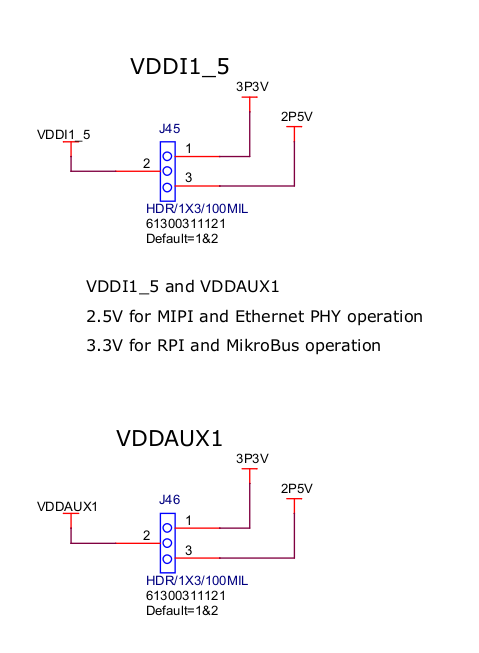 VDDI1_5
3P3V
2P5V
J45
VDDI1_5
1
2
3
HDR/1X3/100MIL
61300311121
Default=1&2
VDDI1_5 and VDDAUX1
2.5V for MIPI and Ethernet PHY operation
3.3V for RPI and MikroBus operation
VDDAUX1
3P3V
2P5V
J46
VDDAUX1
1
2
3
HDR/1X3/100MIL
61300311121
Default=1&2